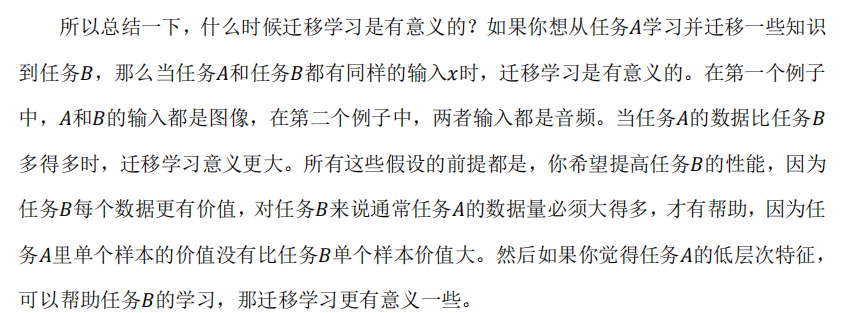 所以总结一下，什么时候迁移学习是有意义的？如果你想从任务A学习并迁移一些知识
到任务B，那么当任务A和任务B都有同样的输入x时，迁移学习是有意义的。在第一个例子
中，A和B的输入都是图像，在第二个例子中，两者输入都是音频。当任务A的数据比任务B
多得多时，迁移学习意义更大。所有这些假设的前提都是，你希望提高任务B的性能，因为
任务B每个数据更有价值，对任务B来说通常任务A的数据量必须大得多，才有帮助，因为任
务A里单个样本的价值没有比任务B单个样本价值大。然后如果你觉得任务A的低层次特征，
可以帮助任务B的学习，那迁移学习更有意义一些。